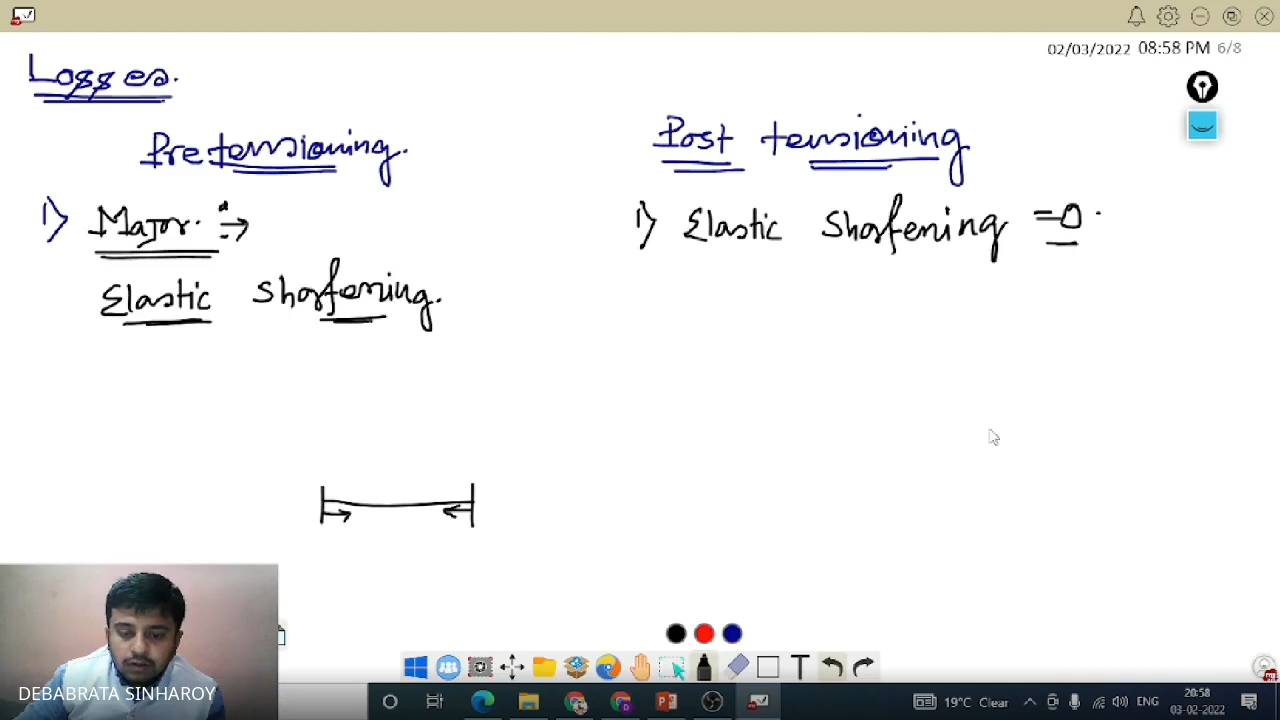 02/03/2022 08:58 PM 6/8
Losses.
Pretensioning.
Post tensioning
1) Major. :→
1) Elastic Shortening =0.
Elastic shortening.
DEBABRATA SINHAROY
T
19°C Clear
ENG
20:58
03-02-2022